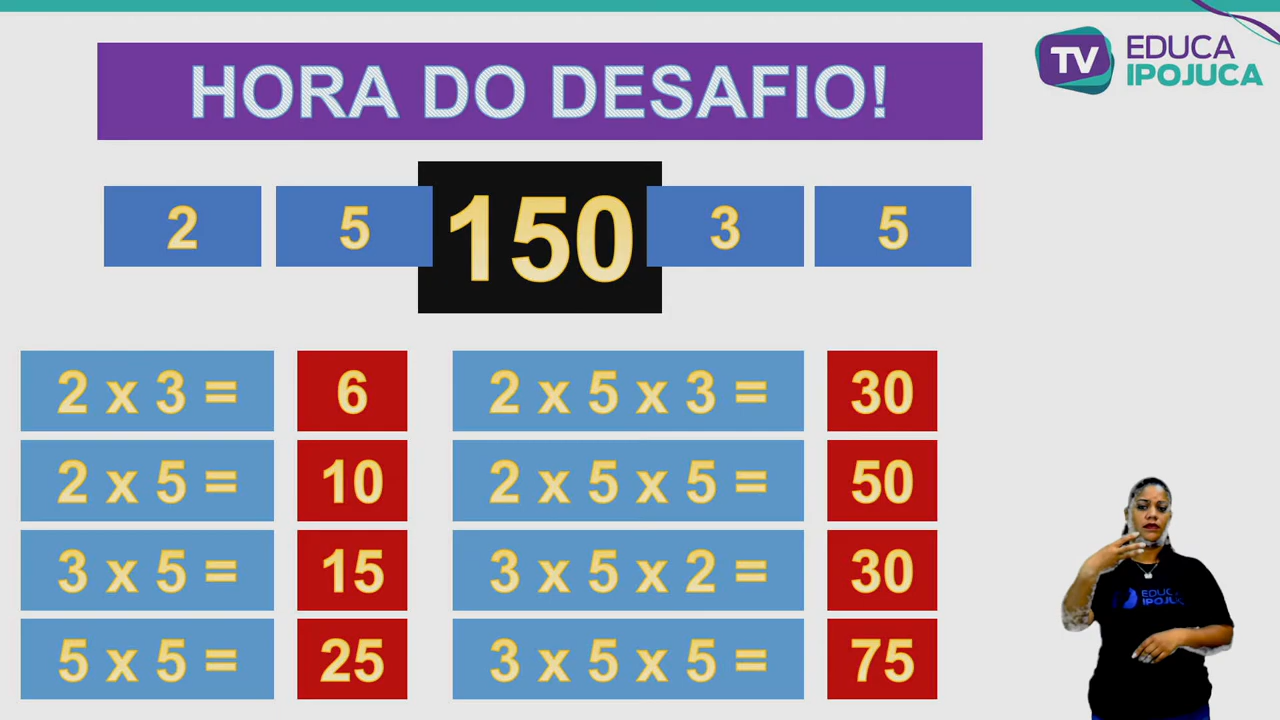 HORA DO DESAFIO!
TV EDUCA
IPOJUCA
2 5 150 3 5
2 x 3 = 6
2 x 5 = 10
3 x 5 = 15
5 x 5 = 25
2 x 5 x 3 = 30
2 x 5 x 5 = 50
3 x 5 x 2 = 30
3 x 5 x 5 = 75